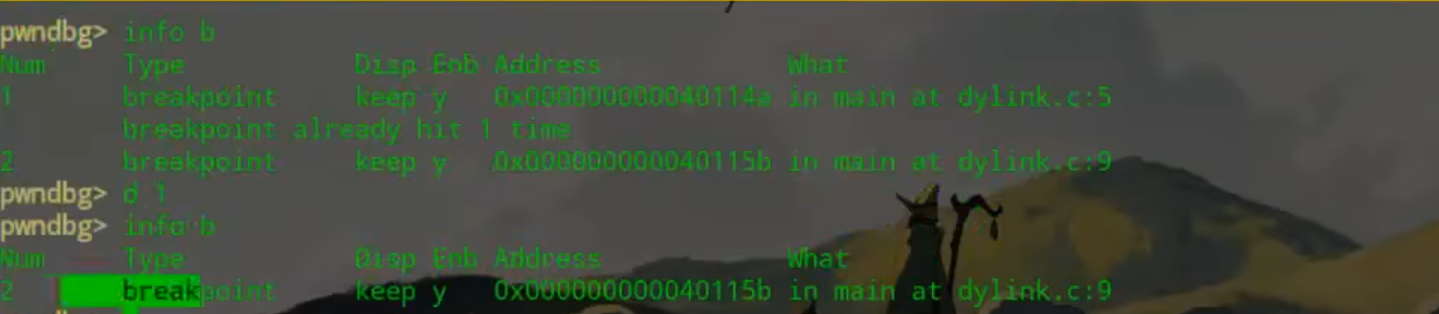 pwndbg> info b
Num Type Disp Enb Address What
1 breakpoint keep y 0x000000000040114a in main at dylink.c:5
breakpoint already hit 1 time
2 breakpoint keep y 0x000000000040115b in main at dylink.c:9
pwndbg> d 1
pwndbg> info b
Num Type Disp Enb Address What
2 breakpoint keep y 0x000000000040115b in main at dylink.c:9